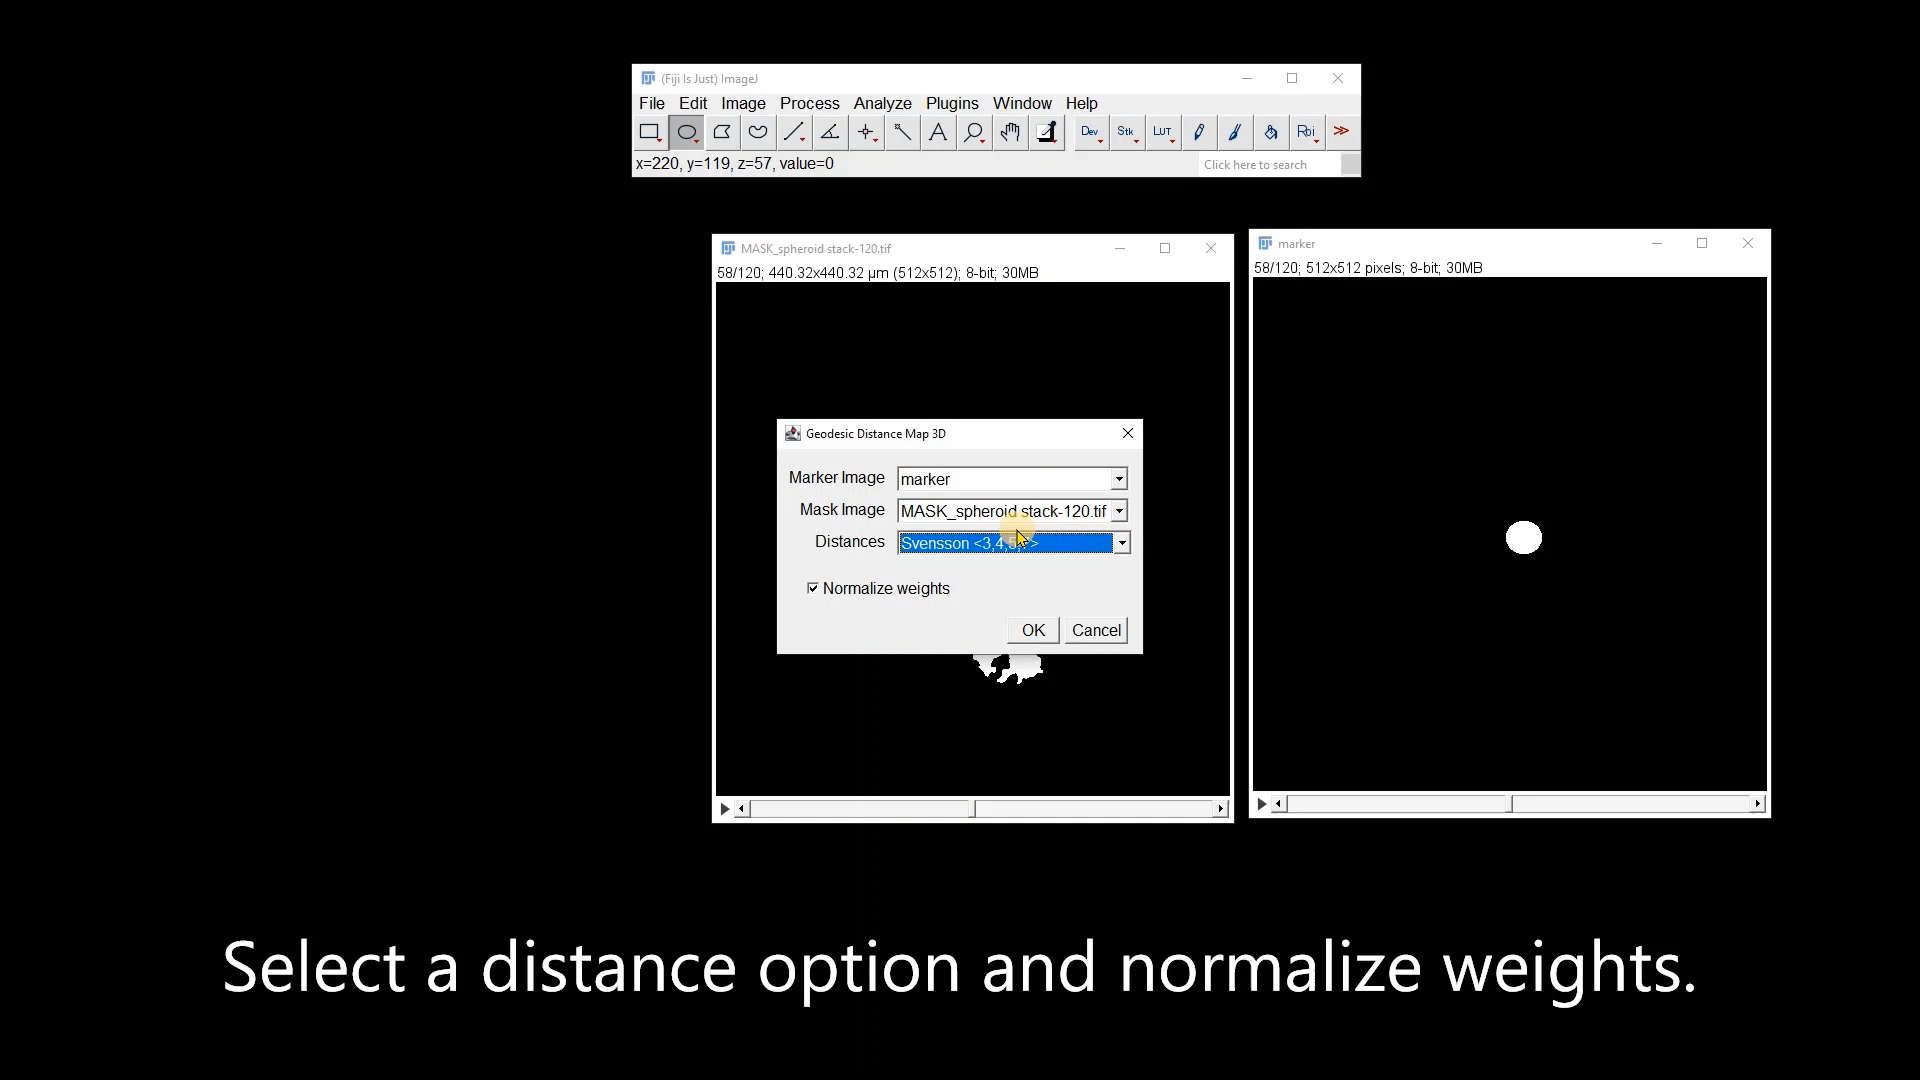 (Fiji Is Just) ImageJ
File Edit Image Process Analyze Plugins Window Help
Dev Stk LUT Roi
x=220, y=119, z=57, value=0
Click here to search
MASK_spheroid stack-120.tif
58/120; 440.32x440.32 µm (512x512); 8-bit; 30MB
marker
58/120; 512x512 pixels; 8-bit; 30MB
Geodesic Distance Map 3D
Marker Image marker
Mask Image MASK_spheroid stack-120.tif
Distances Svensson
Normalize weights
OK Cancel
Select a distance option and normalize weights.